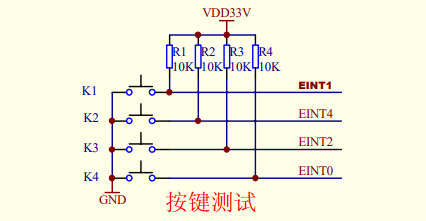 VDD33V
R1 R2 R3 R4
10K 10K 10K 10K
K1 EINT1
K2 EINT4
K3 EINT2
K4 EINT0
GND
按键测试